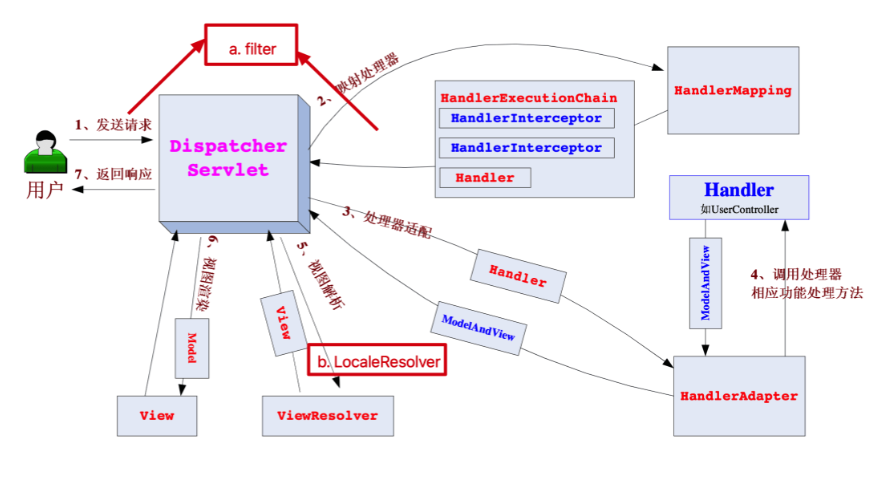 a. filter
2、映射处理器
HandlerMapping
HandlerExecutionChain
HandlerInterceptor
HandlerInterceptor
Handler
1、发送请求
Dispatcher
Servlet
7、返回响应
用户
Handler
如UserController
3、处理器适配
Handler
ModelAndView
ModelAndView
4、调用处理器
相应功能处理方法
6、视图渲染
5、视图解析
View
Model
b. LocaleResolver
View
ViewResolver
HandlerAdapter